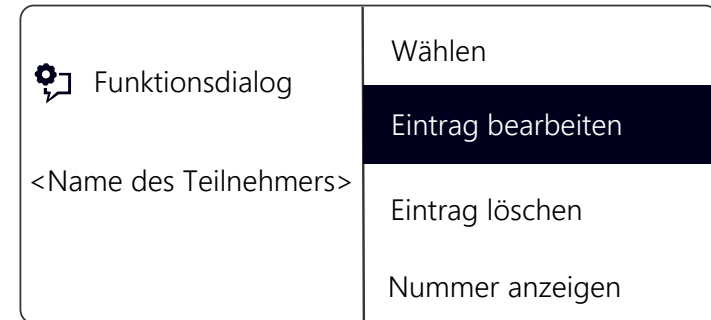 Funktionsdialog
<Name des Teilnehmers>
Wählen
Eintrag bearbeiten
Eintrag löschen
Nummer anzeigen